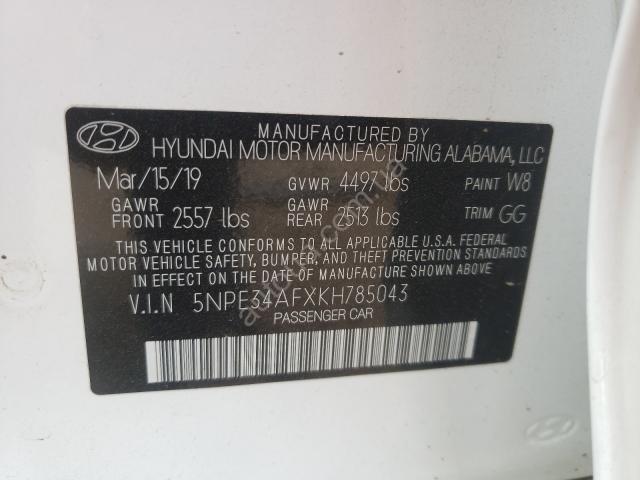 MANUFACTURED BY
HYUNDAI MOTOR MANUFACTURING ALABAMA, LLC
Mar/15/19 GVWR 4497 lbs PAINT W8
GAWR FRONT 2557 lbs GAWR REAR 2513 lbs TRIM GG
THIS VEHICLE CONFORMS TO ALL APPLICABLE U.S.A. FEDERAL
MOTOR VEHICLE SAFETY, BUMPER, AND THEFT PREVENTION STANDARDS
IN EFFECT ON THE DATE OF MANUFACTURE SHOWN ABOVE.
V.I.N 5NPE34AFXKH785043
PASSENGER CAR